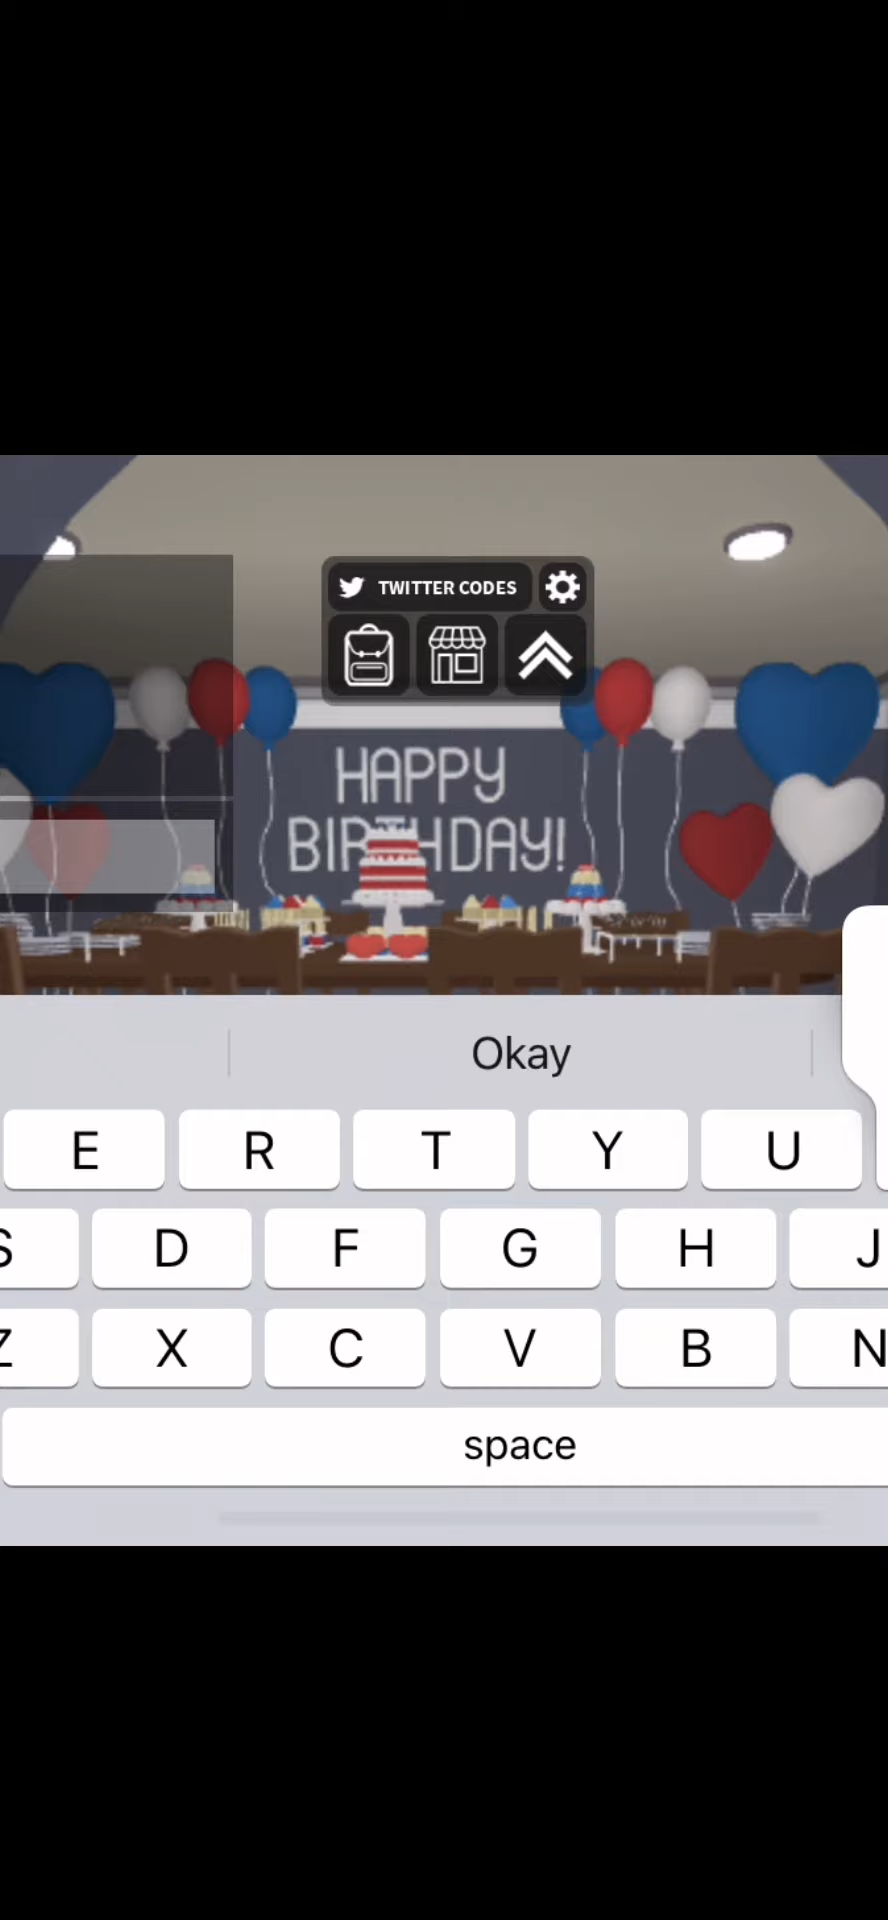 TWITTER CODES
HAPPY
BIRTHDAY!
Okay
E R T Y U
S D F G H J
Z X C V B N
space